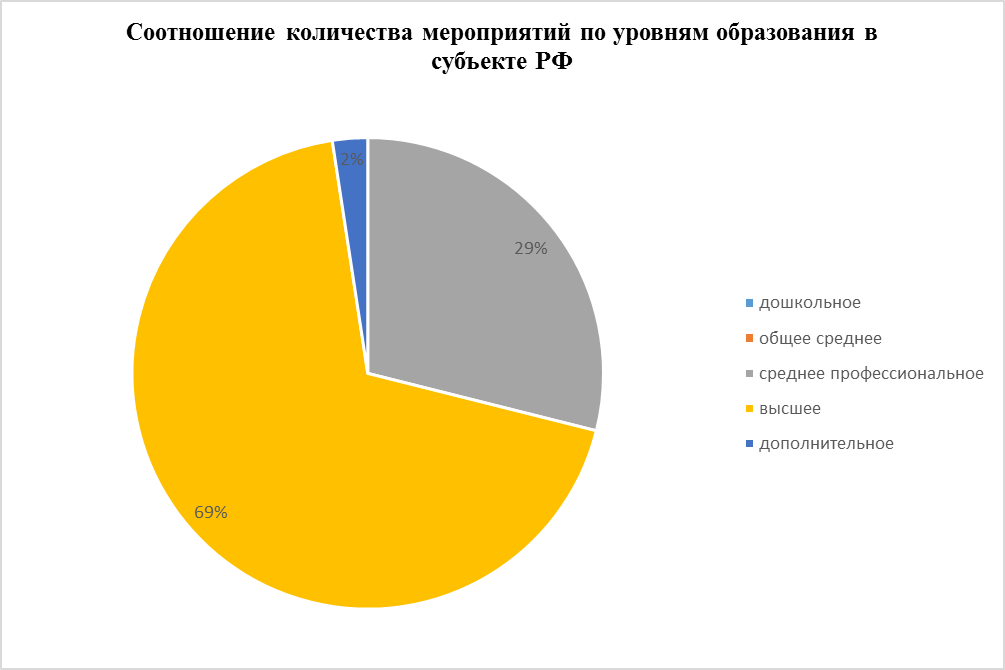 Соотношение количества мероприятий по уровням образования в
субъекте РФ
2%
29%
69%
дошкольное
общее среднее
среднее профессиональное
высшее
дополнительное